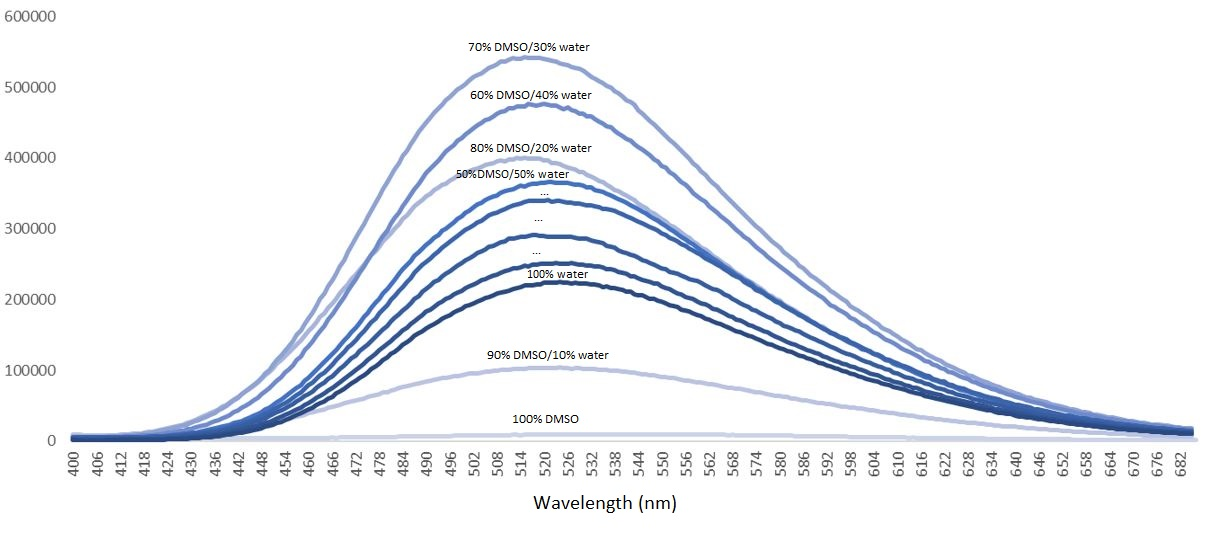 600000
70% DMSO/30% water
500000
60% DMSO/40% water
400000
80% DMSO/20% water
50%DMSO/50% water
...
300000
...
...
200000
100% water
100000
90% DMSO/10% water
100% DMSO
0
400 406 412 418 424 430 436 442 448 454 460 466 472 478 484 490 496 502 508 514 520 526 532 538 544 550 556 562 568 574 580 586 592 598 604 610 616 622 628 634 640 646 652 658 664 670 676 682
Wavelength (nm)